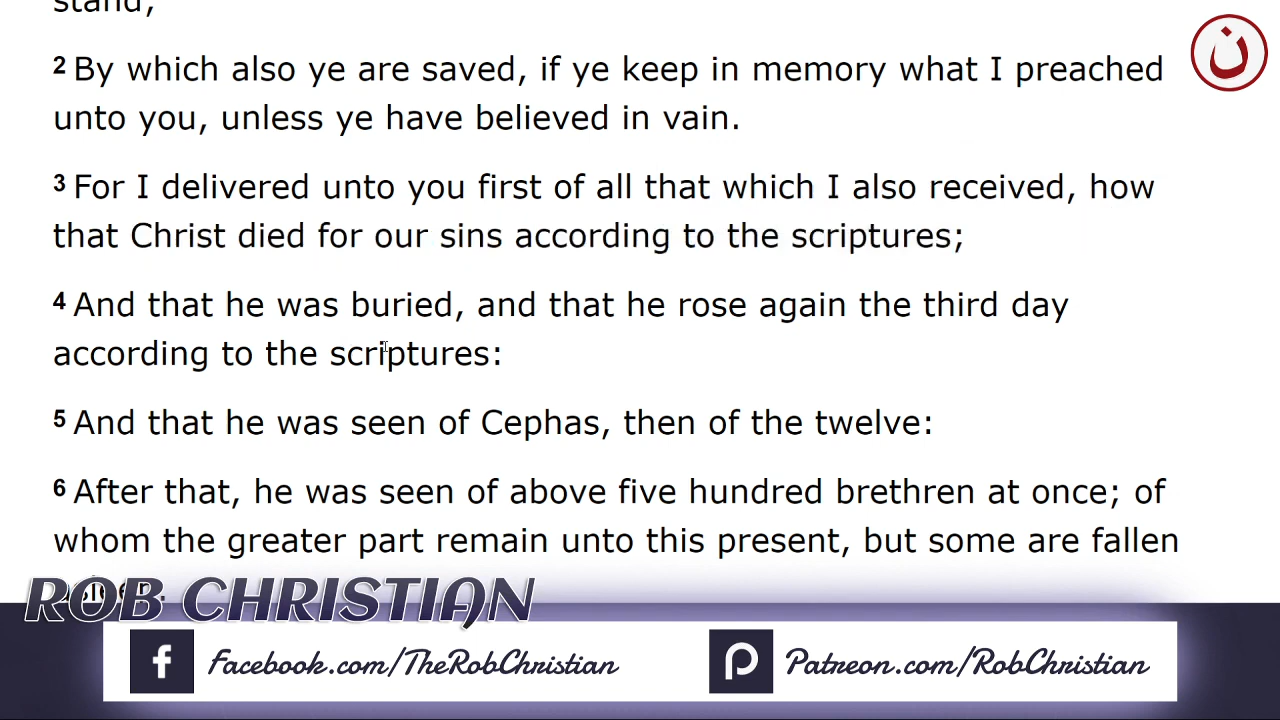 stand;
2 By which also ye are saved, if ye keep in memory what I preached
unto you, unless ye have believed in vain.
3 For I delivered unto you first of all that which I also received, how
that Christ died for our sins according to the scriptures;
4 And that he was buried, and that he rose again the third day
according to the scriptures:
5 And that he was seen of Cephas, then of the twelve:
6 After that, he was seen of above five hundred brethren at once; of
whom the greater part remain unto this present, but some are fallen
ن
ROB CHRISTIAN
f Facebook.com/TheRobChristian
Patreon.com/RobChristian